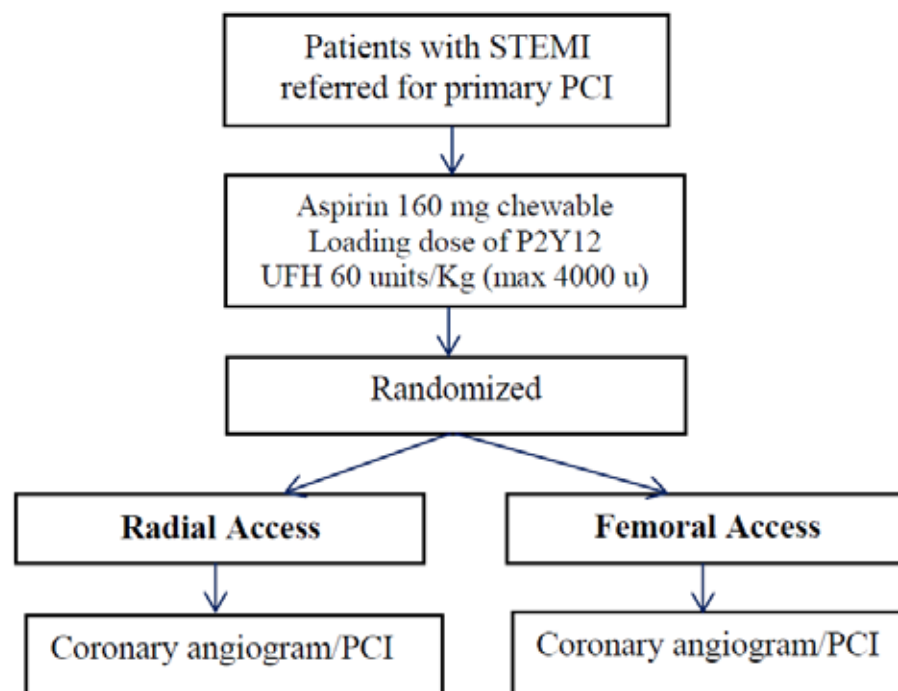 Patients with STEMI
referred for primary PCI
Aspirin 160 mg chewable
Loading dose of P2Y12
UFH 60 units/Kg (max 4000 u)
Randomized
Radial Access
Femoral Access
Coronary angiogram/PCI
Coronary angiogram/PCI